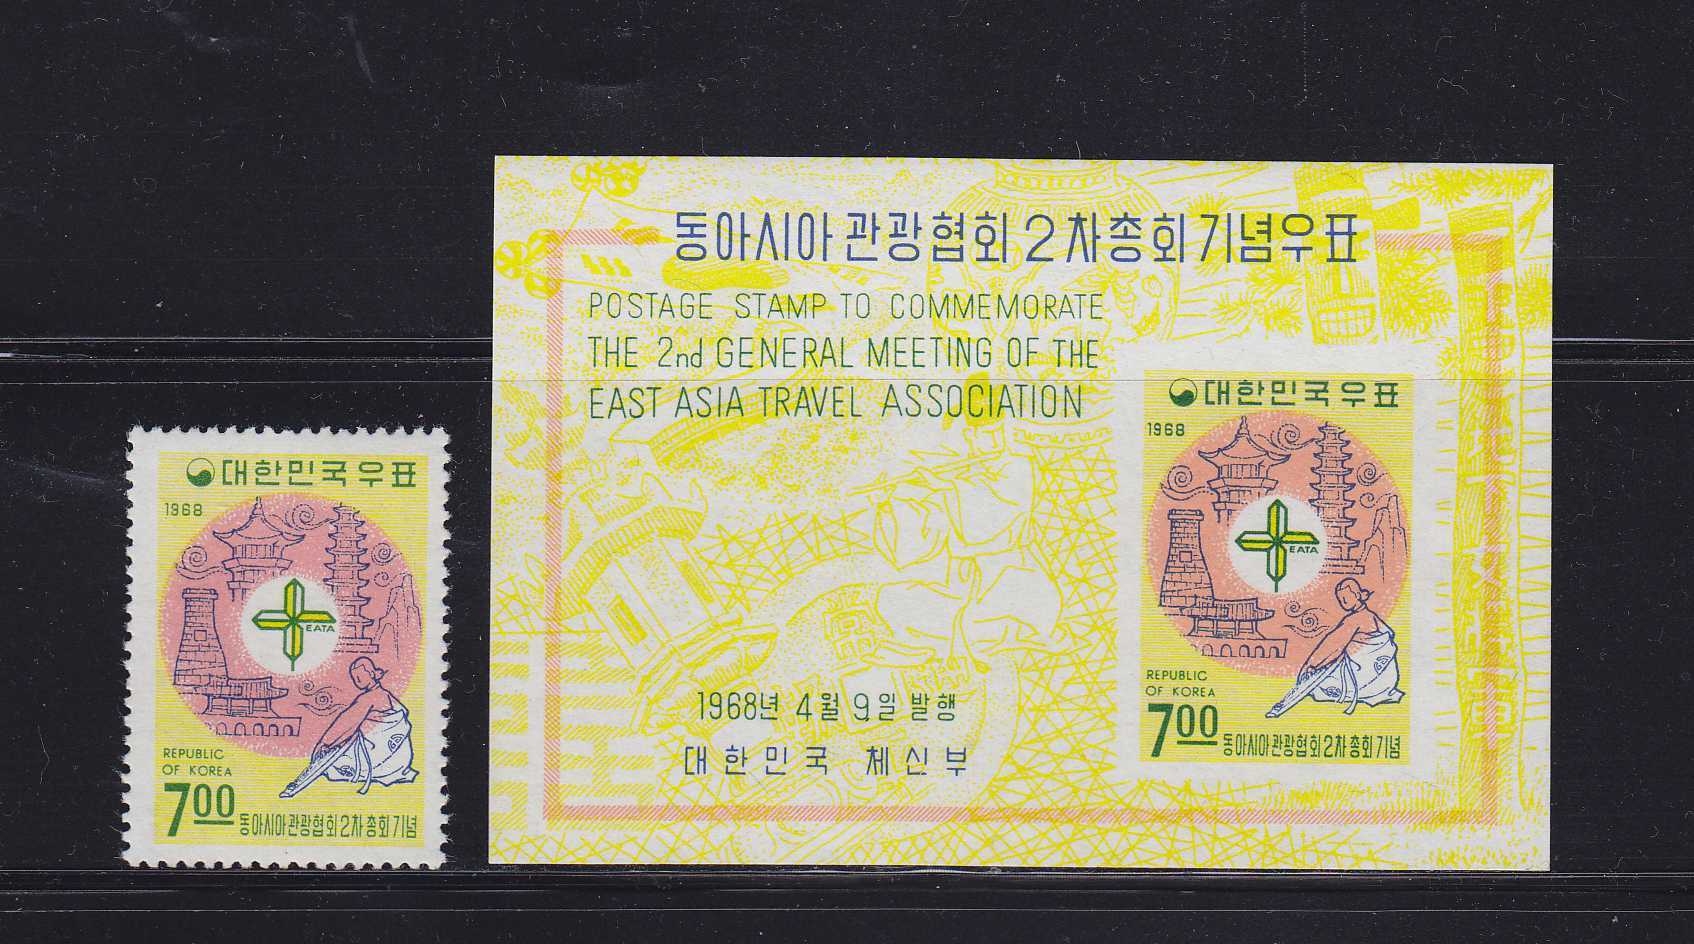 대한민국우표
1968
EATA
REPUBLIC
OF KOREA
700
동아시아관광협회2차총회기념
동아시아관광협회2차총회기념우표
POSTAGE STAMP TO COMMEMORATE
THE 2nd GENERAL MEETING OF THE
EAST ASIA TRAVEL ASSOCIATION
1968년 4월 9일 발행
대한민국 체신부
대한민국우표
1968
EATA
REPUBLIC
OF KOREA
700
동아시아관광협회2차총회기념